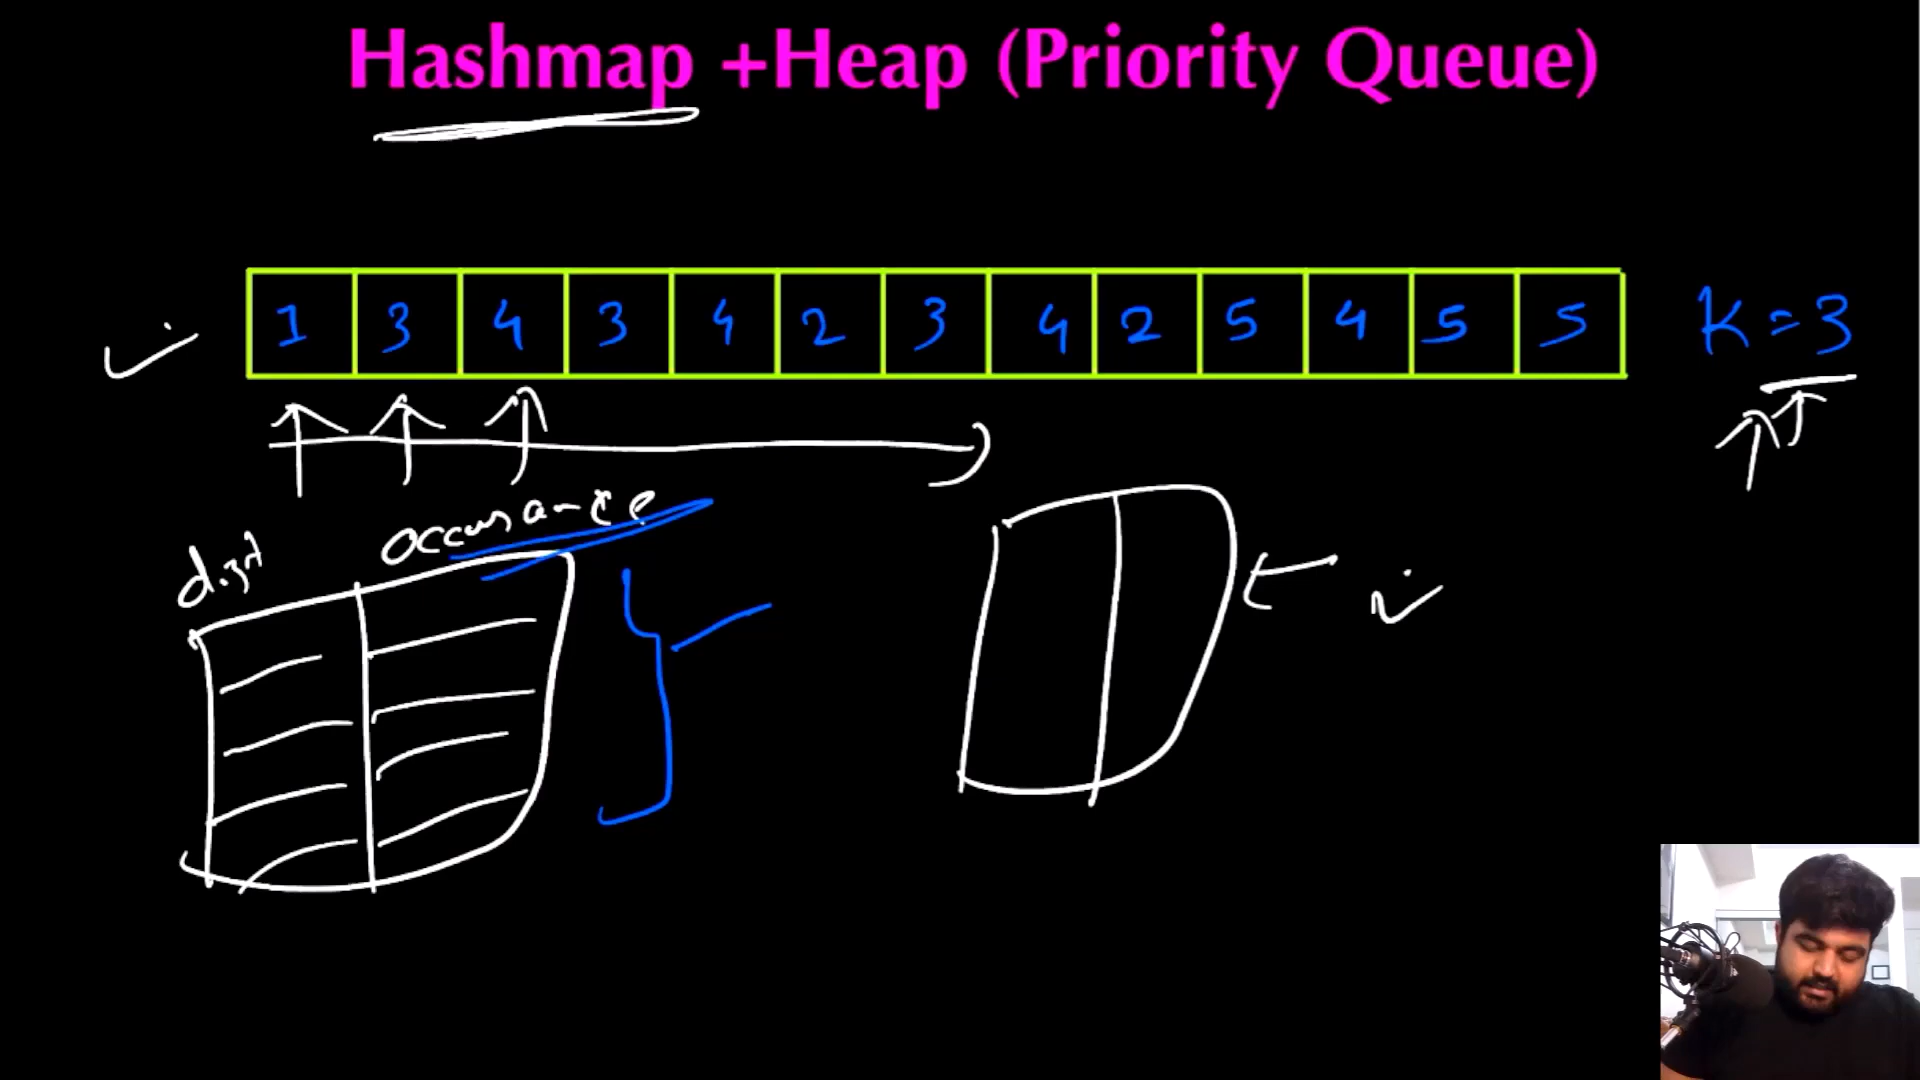 Hashmap +Heap (Priority Queue)
1 3 4 3 4 2 3 4 2 5 4 5 5 K = 3
digit occurance